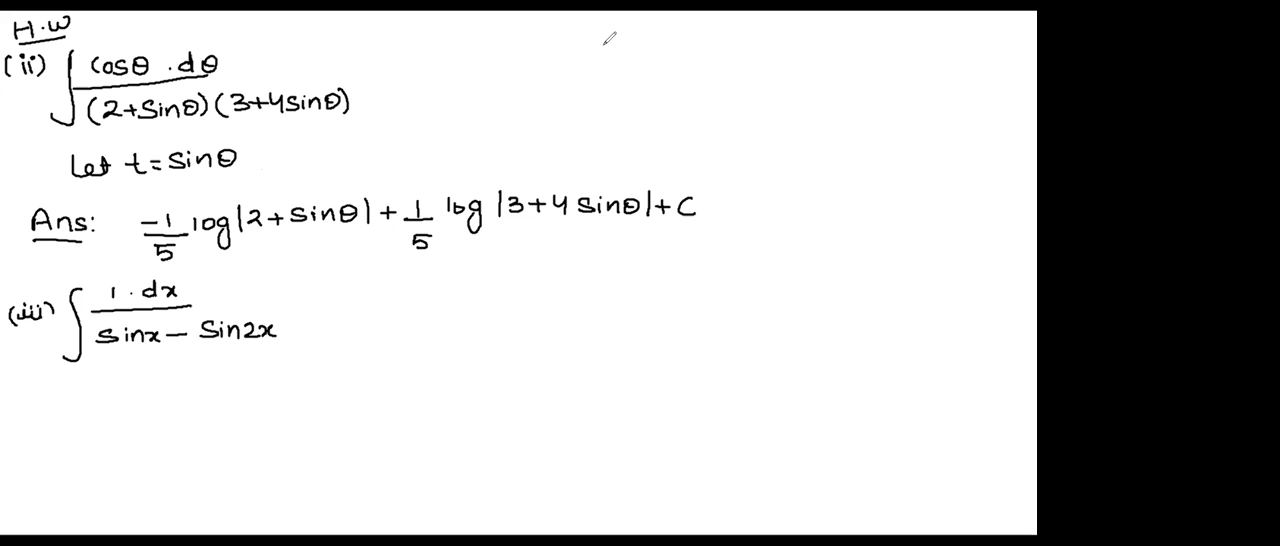 H.W
(ii) ∫ cosθ . dθ / (2+sinθ)(3+4sinθ)
Let t = sinθ
Ans: -1/5 log|2+sinθ| + 1/5 log|3+4sinθ| + C
(iii) ∫ 1 . dx / sinx - sin2x